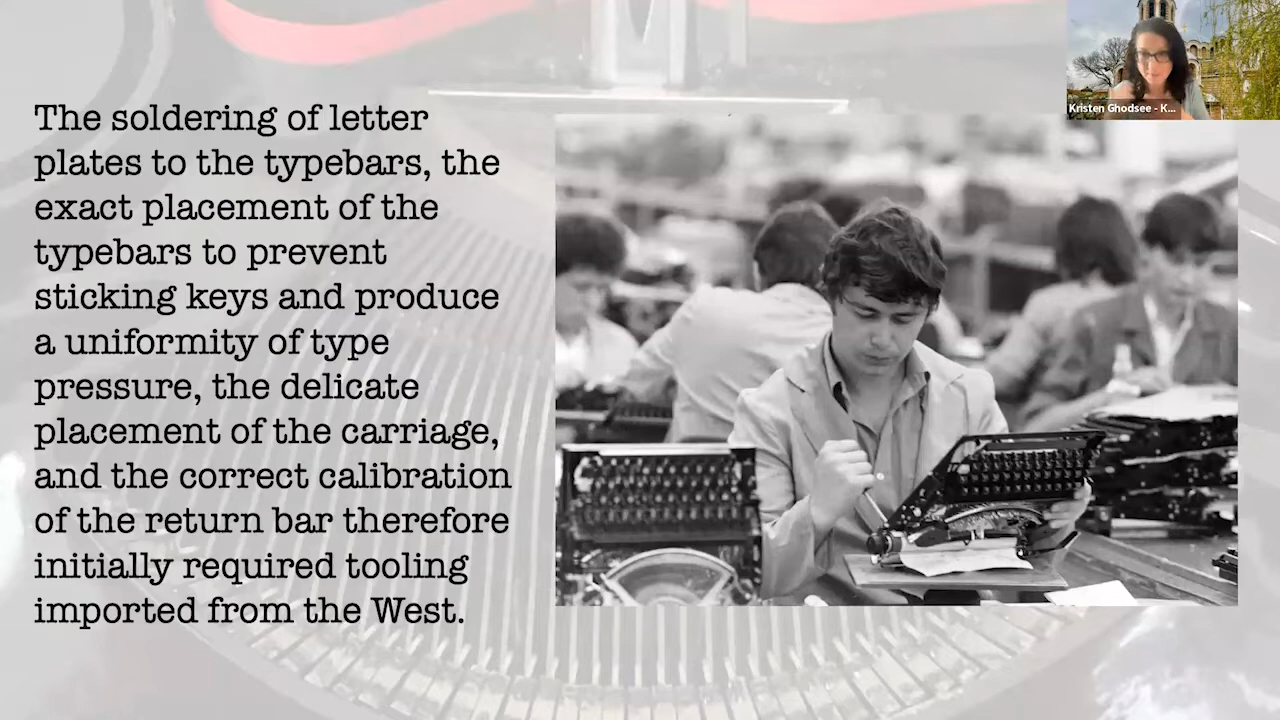 The soldering of letter
plates to the typebars, the
exact placement of the
typebars to prevent
sticking keys and produce
a uniformity of type
pressure, the delicate
placement of the carriage,
and the correct calibration
of the return bar therefore
initially required tooling
imported from the West.
Kristen Ghodsee - K...